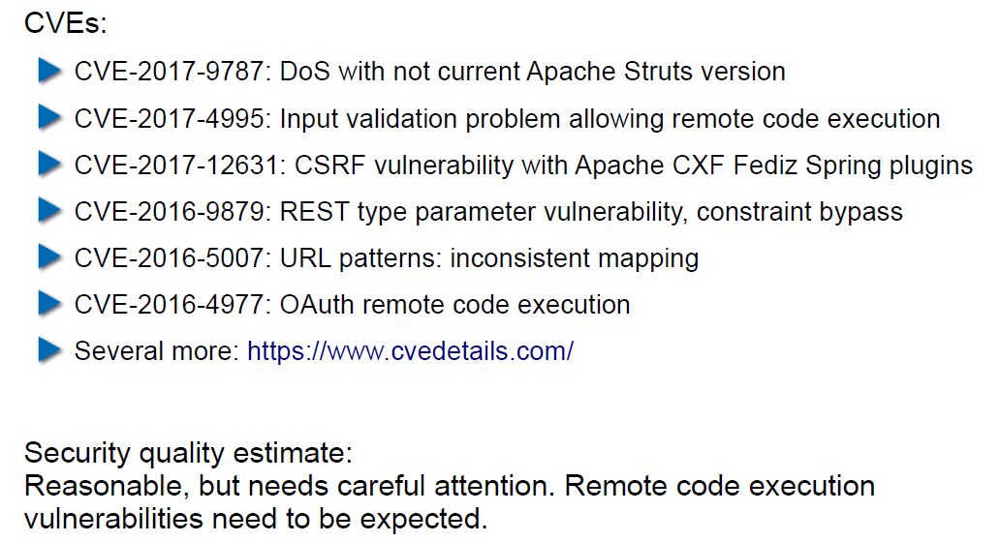 CVEs:
CVE-2017-9787: DoS with not current Apache Struts version
CVE-2017-4995: Input validation problem allowing remote code execution
CVE-2017-12631: CSRF vulnerability with Apache CXF Fediz Spring plugins
CVE-2016-9879: REST type parameter vulnerability, constraint bypass
CVE-2016-5007: URL patterns: inconsistent mapping
CVE-2016-4977: OAuth remote code execution
Several more: https://www.cvedetails.com/
Security quality estimate:
Reasonable, but needs careful attention. Remote code execution
vulnerabilities need to be expected.